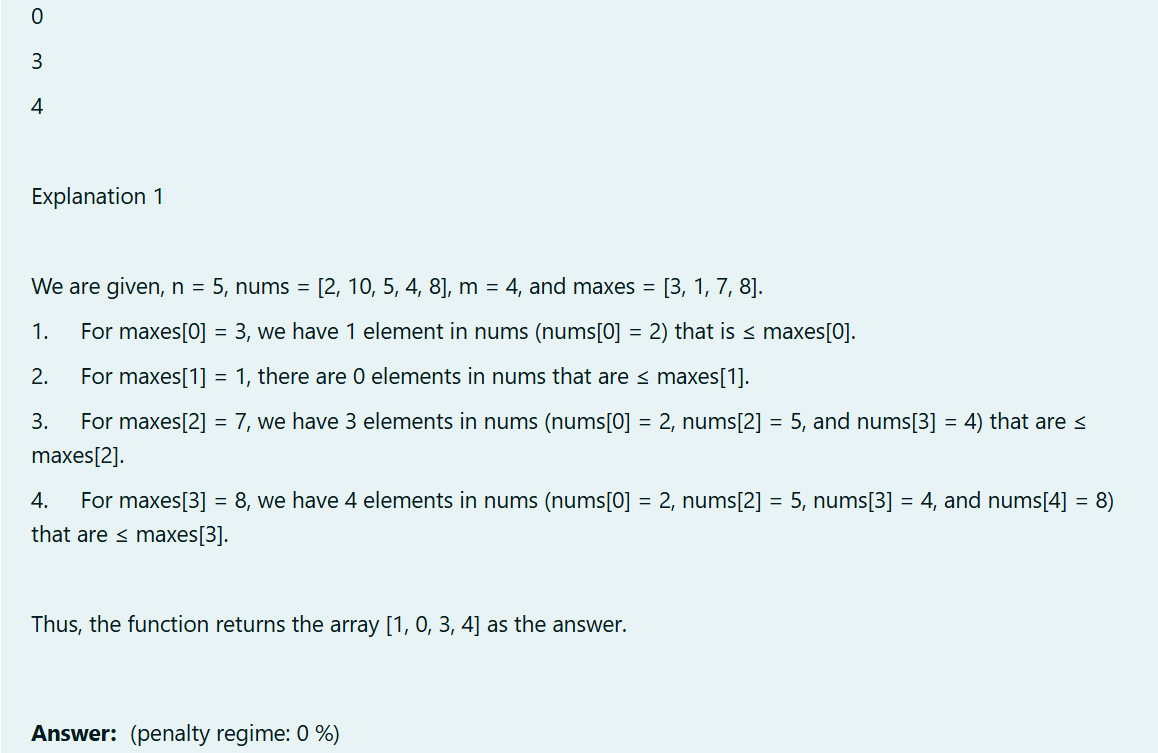 0
3
4
Explanation 1
We are given, n = 5, nums = [2, 10, 5, 4, 8], m = 4, and maxes = [3, 1, 7, 8].
1. For maxes[0] = 3, we have 1 element in nums (nums[0] = 2) that is ≤ maxes[0].
2. For maxes[1] = 1, there are 0 elements in nums that are ≤ maxes[1].
3. For maxes[2] = 7, we have 3 elements in nums (nums[0] = 2, nums[2] = 5, and nums[3] = 4) that are ≤
maxes[2].
4. For maxes[3] = 8, we have 4 elements in nums (nums[0] = 2, nums[2] = 5, nums[3] = 4, and nums[4] = 8)
that are ≤ maxes[3].
Thus, the function returns the array [1, 0, 3, 4] as the answer.
Answer: (penalty regime: 0 %)